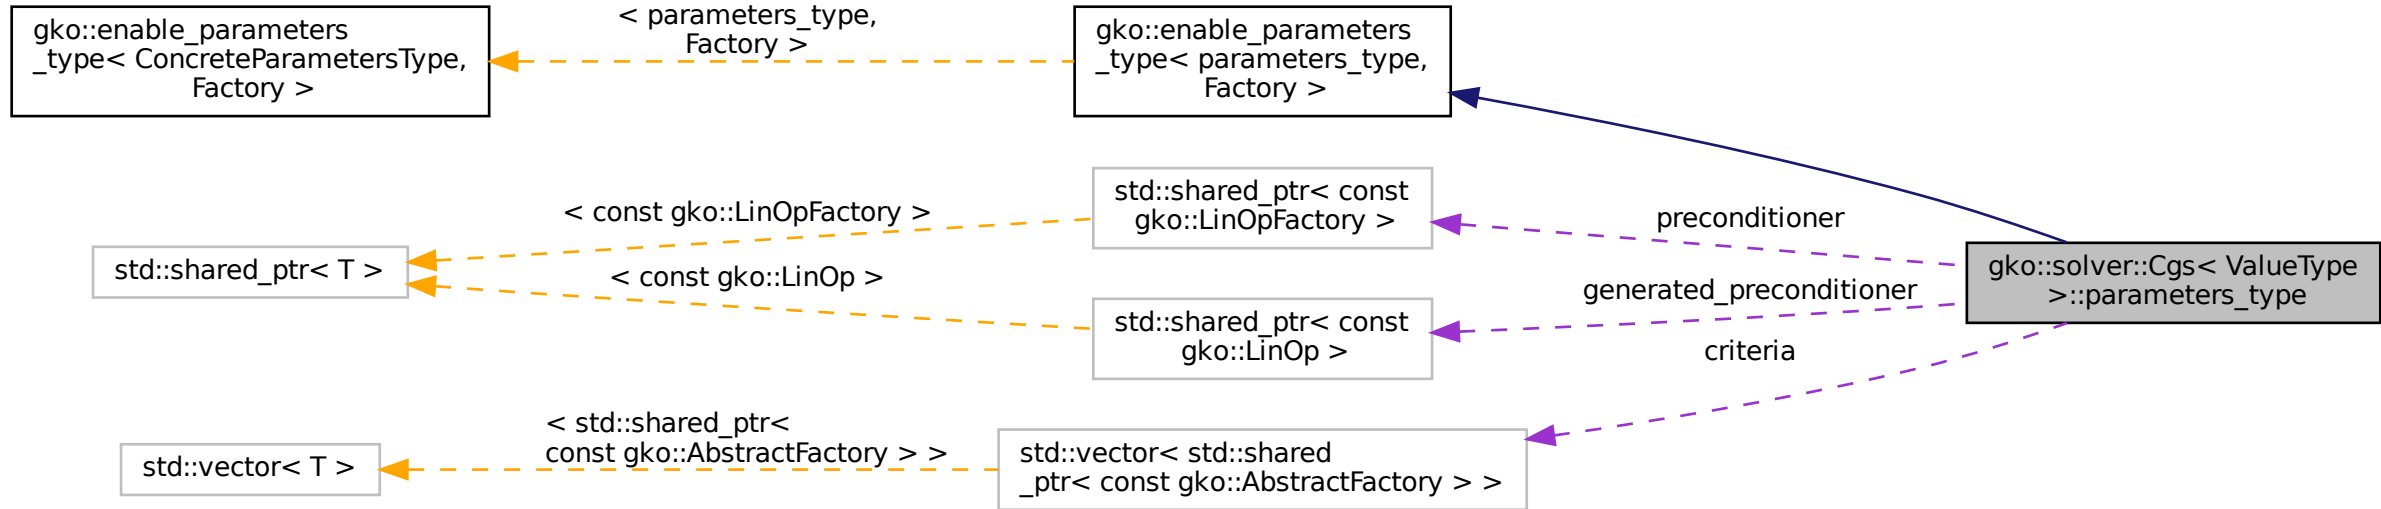 gko::enable_parameters
_type< ConcreteParametersType,
Factory >
< parameters_type,
Factory >
gko::enable_parameters
_type< parameters_type,
Factory >
std::shared_ptr< T >
< const gko::LinOpFactory >
< const gko::LinOp >
std::shared_ptr< const
gko::LinOpFactory >
std::shared_ptr< const
gko::LinOp >
preconditioner
generated_preconditioner
criteria
gko::solver::Cgs< ValueType
>::parameters_type
std::vector< T >
< std::shared_ptr<
const gko::AbstractFactory > >
std::vector< std::shared
_ptr< const gko::AbstractFactory > >